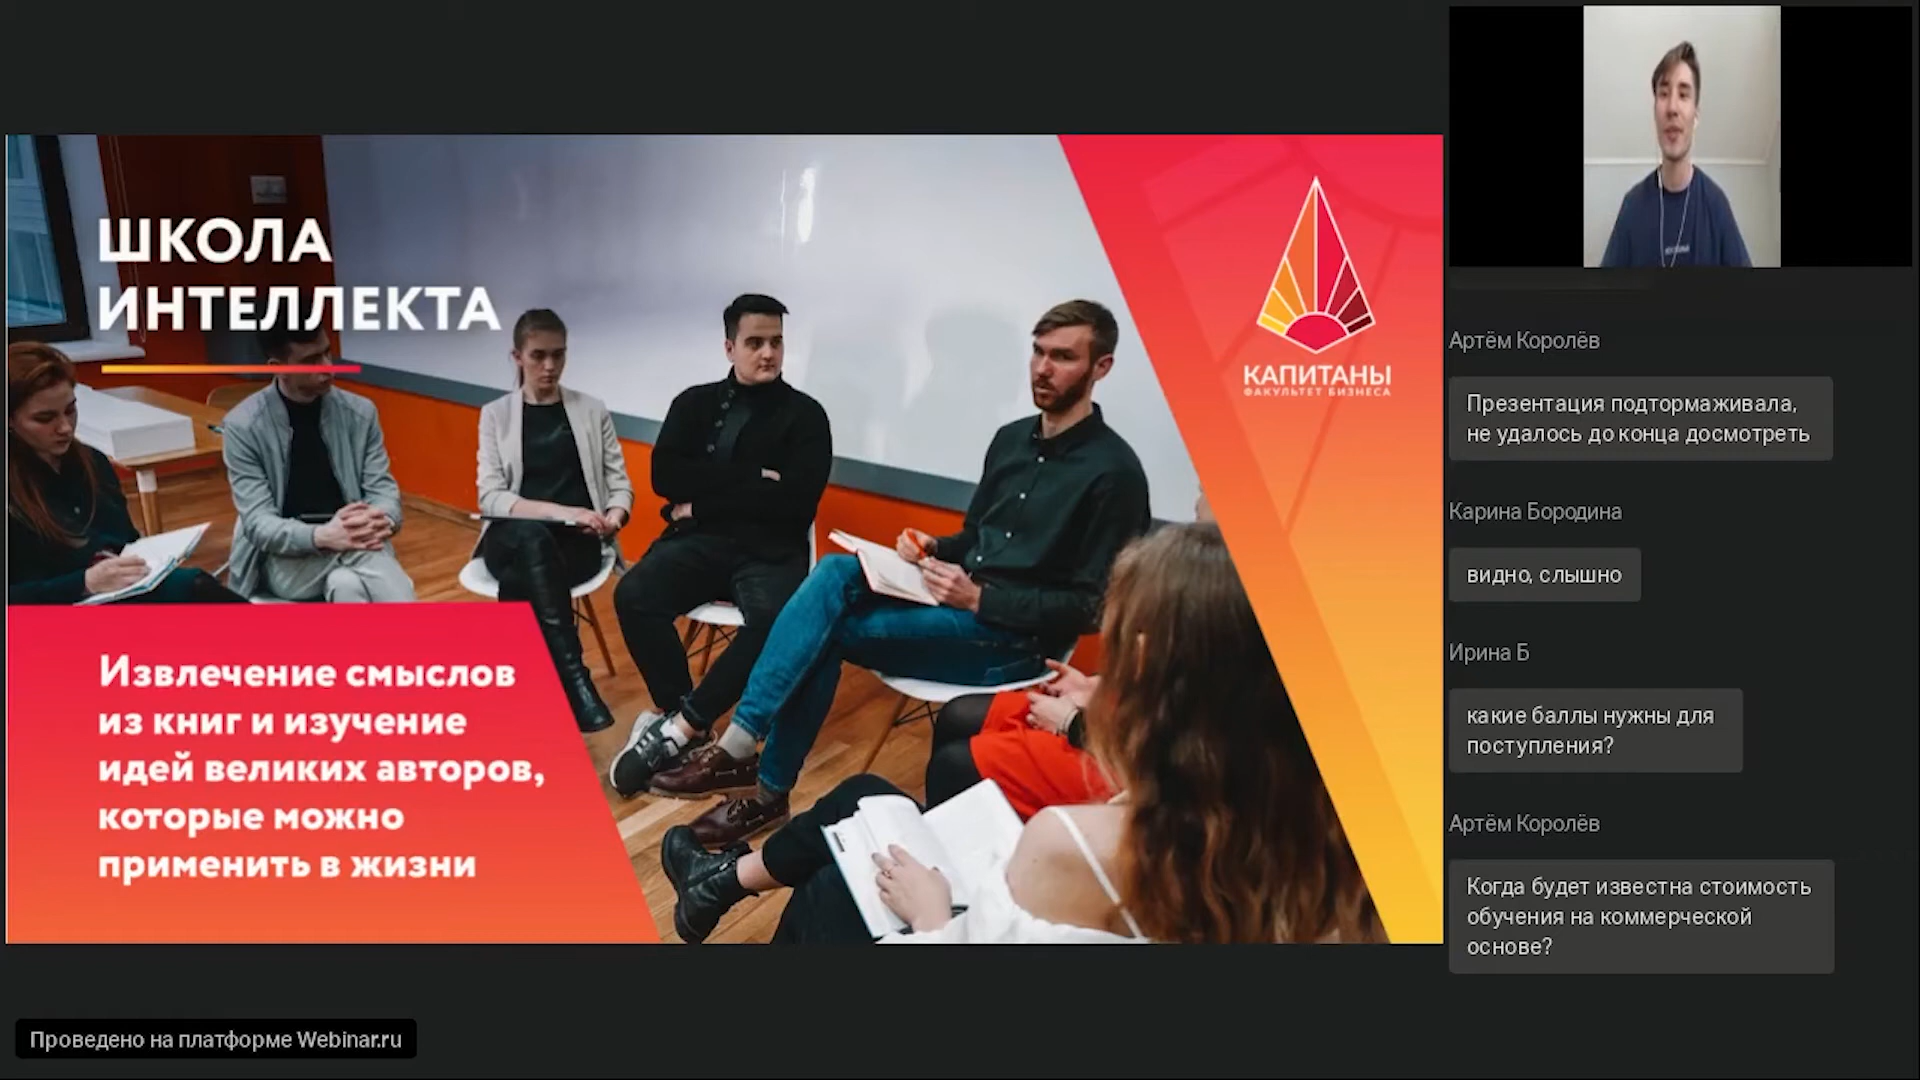 ШКОЛА
ИНТЕЛЛЕКТА
Извлечение смыслов
из книг и изучение
идей великих авторов,
которые можно
применить в жизни
КАПИТАНЫ
ФАКУЛЬТЕТ БИЗНЕСА
Артём Королёв
Презентация подтормаживала,
не удалось до конца досмотреть
Карина Бородина
видно, слышно
Ирина Б
какие баллы нужны для
поступления?
Артём Королёв
Когда будет известна стоимость
обучения на коммерческой
основе?
Проведено на платформе Webinar.ru